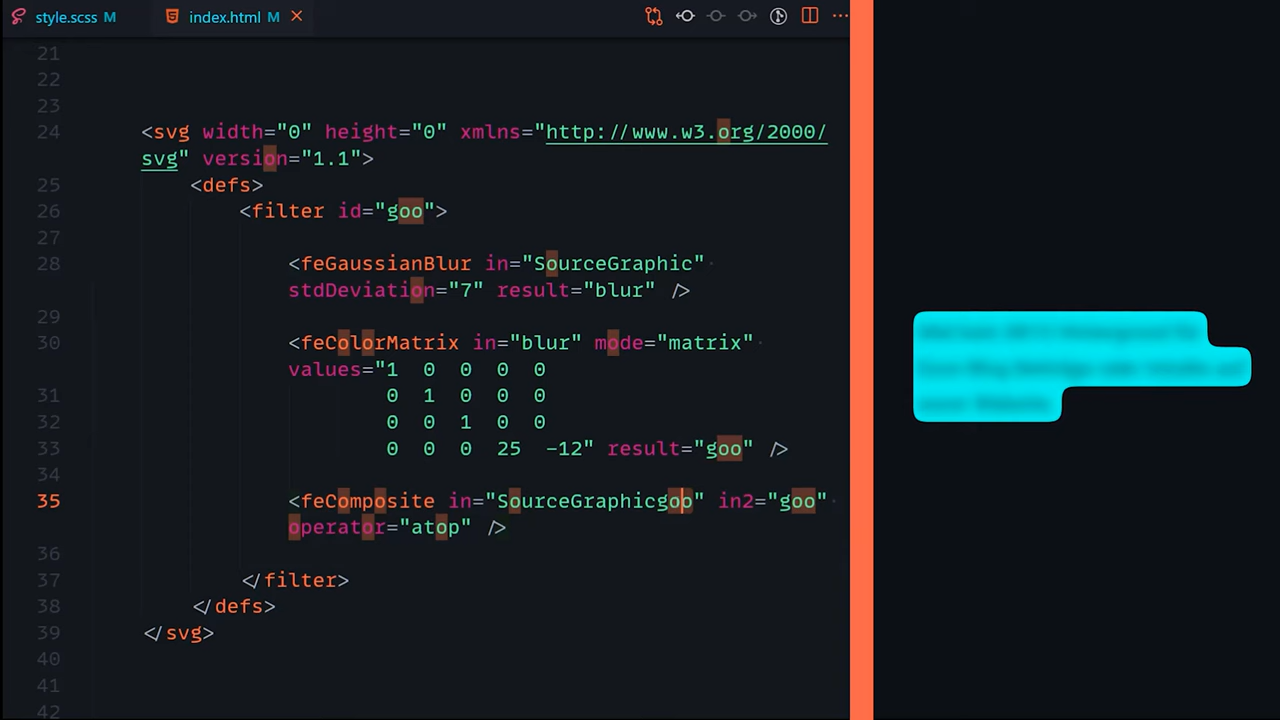 style.scss M index.html M
21
22
23
24 <svg width="0" height="0" xmlns="http://www.w3.org/2000/
svg" version="1.1">
25 <defs>
26 <filter id="goo">
27
28 <feGaussianBlur in="SourceGraphic"
stdDeviation="7" result="blur" />
29
30 <feColorMatrix in="blur" mode="matrix"
values="1 0 0 0 0
31 0 1 0 0 0
32 0 0 1 0 0
33 0 0 0 25 -12" result="goo" />
34
35 <feComposite in="SourceGraphicgoo" in2="goo"
operator="atop" />
36
37 </filter>
38 </defs>
39 </svg>
40
41
42